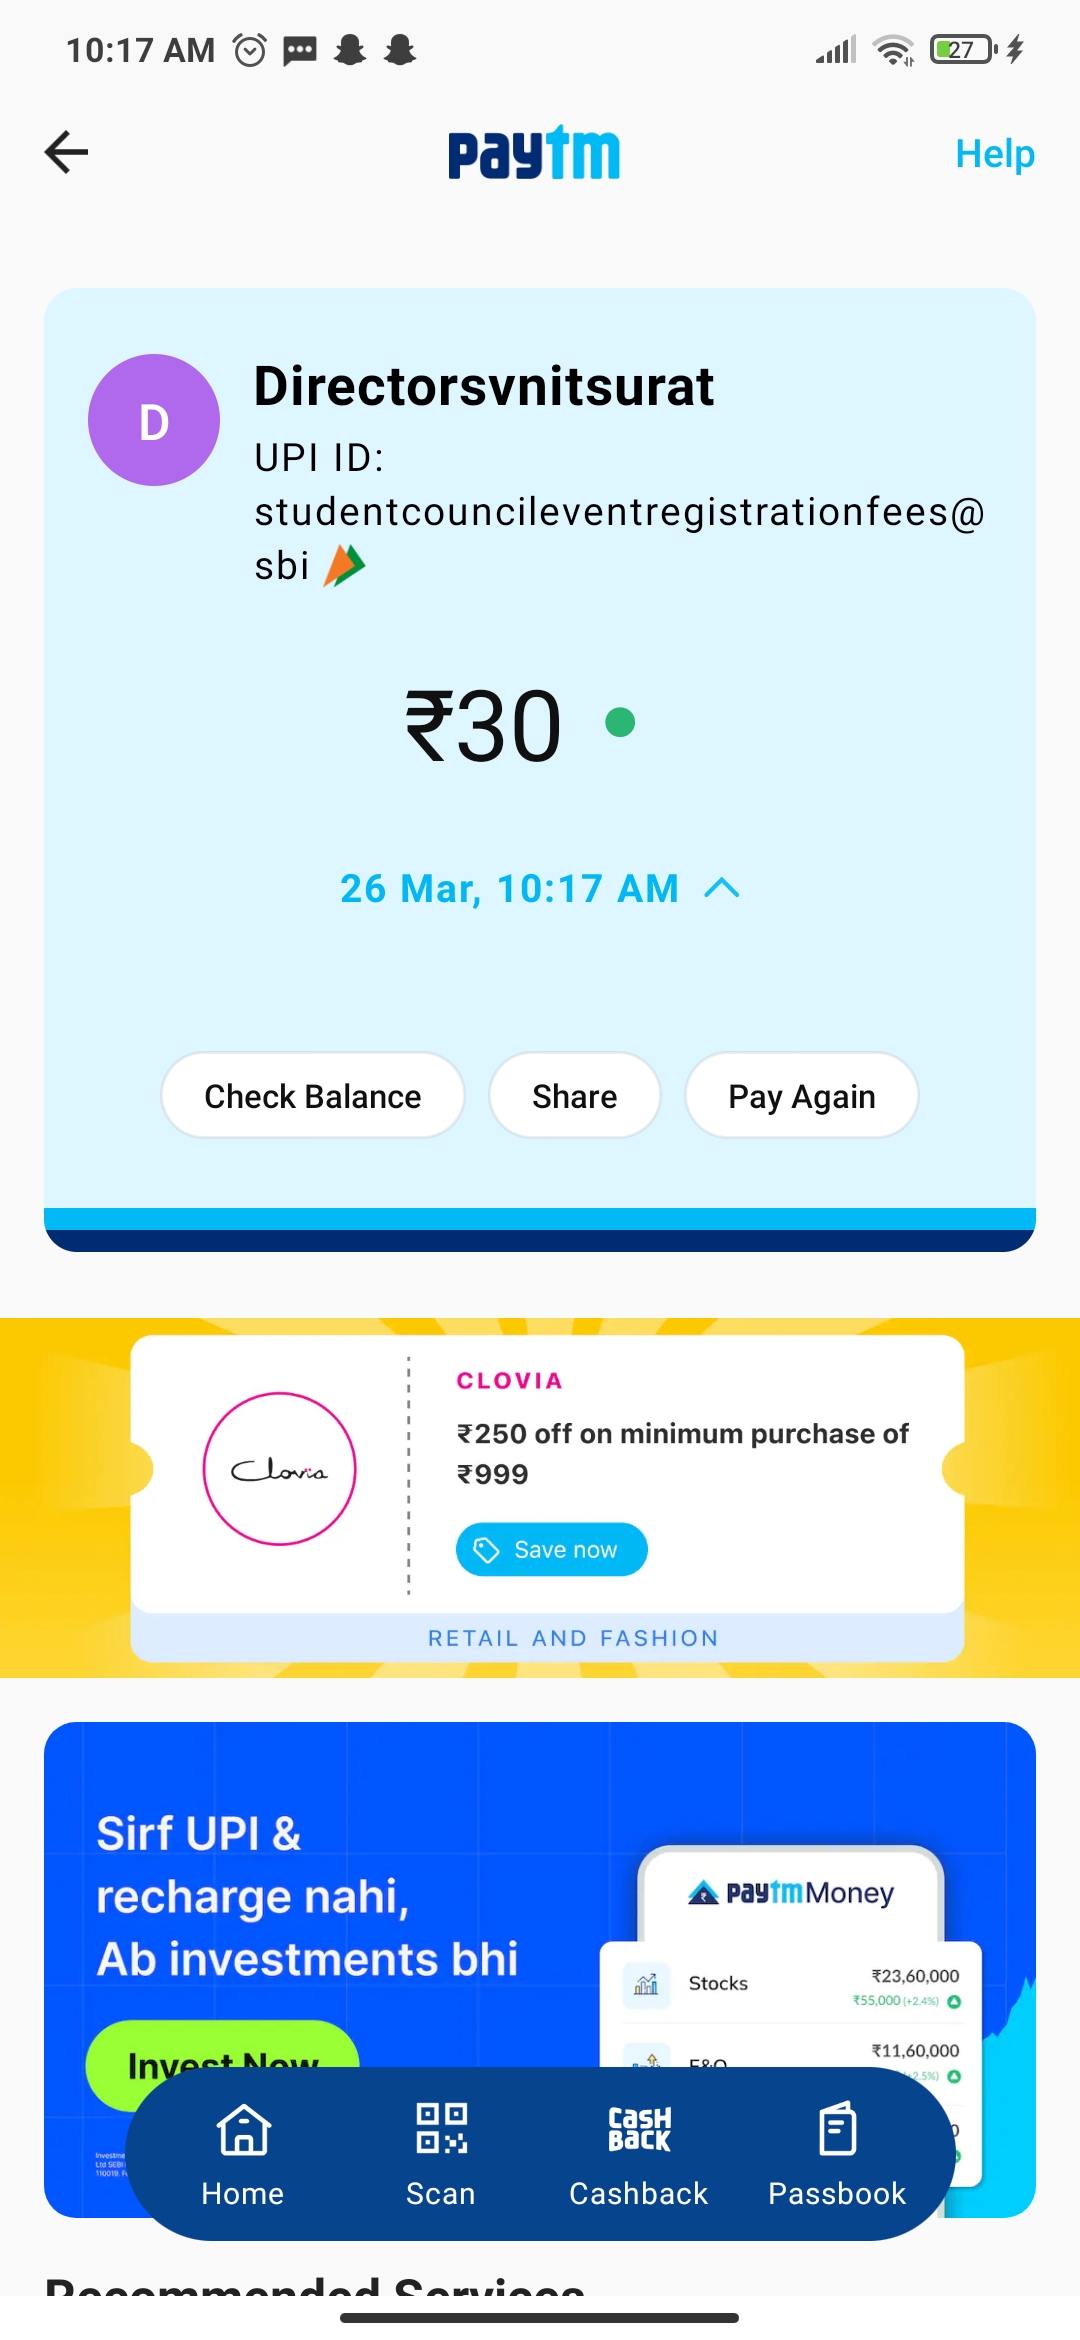 10:17 AM
27
paytm
Help
D
Directorsvnitsurat
UPI ID:
studentcouncileventregistrationfees@
sbi
₹30
26 Mar, 10:17 AM
Check Balance
Share
Pay Again
Clovia
CLOVIA
₹250 off on minimum purchase of
₹999
Save now
RETAIL AND FASHION
Sirf UPI &
recharge nahi,
Ab investments bhi
Invest Now
paytm Money
Stocks
₹23,60,000
₹55,000 (+2.4%)
F&O
₹11,60,000
+2.5%)
Home
Scan
CASH
BACK
Cashback
Passbook
Recommended Services